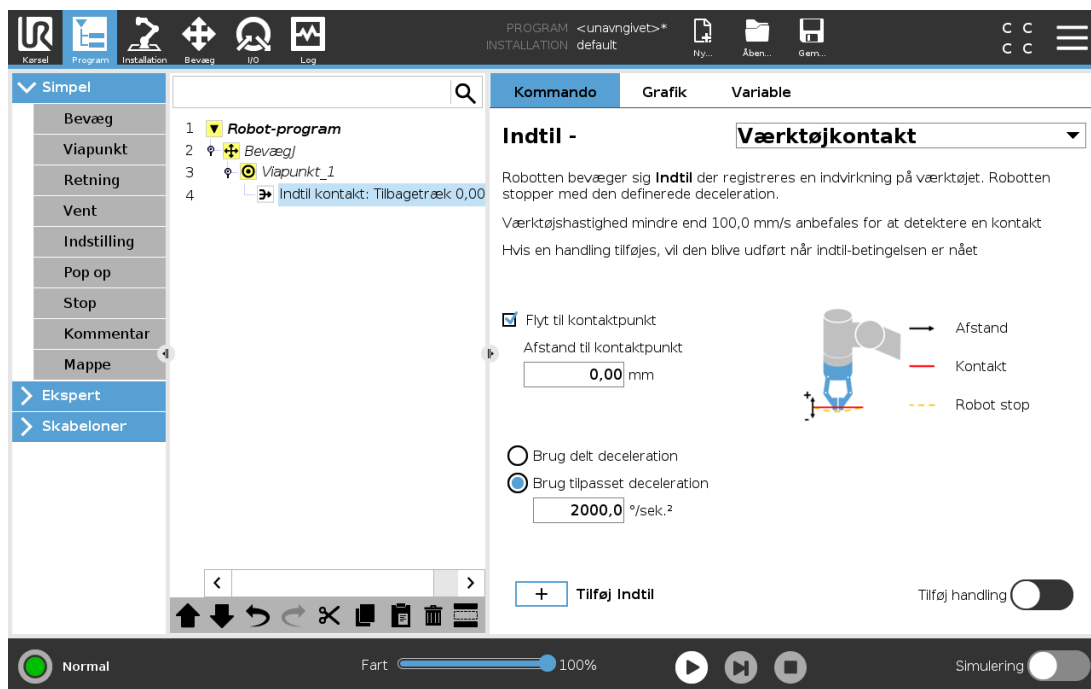 PROGRAM <unavngivet>*
INSTALLATION default
Kørsel Program Installation Bevæg I/O Log
Ny... Åben... Gem...
C C
C C
Simpel
Bevæg
Viapunkt
Retning
Vent
Indstilling
Pop op
Stop
Kommentar
Mappe
Ekspert
Skabeloner
1 Robot-program
2 BevægJ
3 Viapunkt_1
4 Indtil kontakt: Tilbagetræk 0,00
Kommando Grafik Variable
Indtil - Værktøjkontakt
Robotten bevæger sig Indtil der registreres en indvirkning på værktøjet. Robotten
stopper med den definerede deceleration.
Værktøjshastighed mindre end 100,0 mm/s anbefales for at detektere en kontakt
Hvis en handling tilføjes, vil den blive udført når indtil-betingelsen er nået
Flyt til kontaktpunkt
Afstand til kontaktpunkt
0,00 mm
Afstand
Kontakt
Robot stop
+
-
Brug delt deceleration
Brug tilpasset deceleration
2000,0 °/sek.²
+ Tilføj Indtil
Tilføj handling
Normal
Fart 100%
Simulering